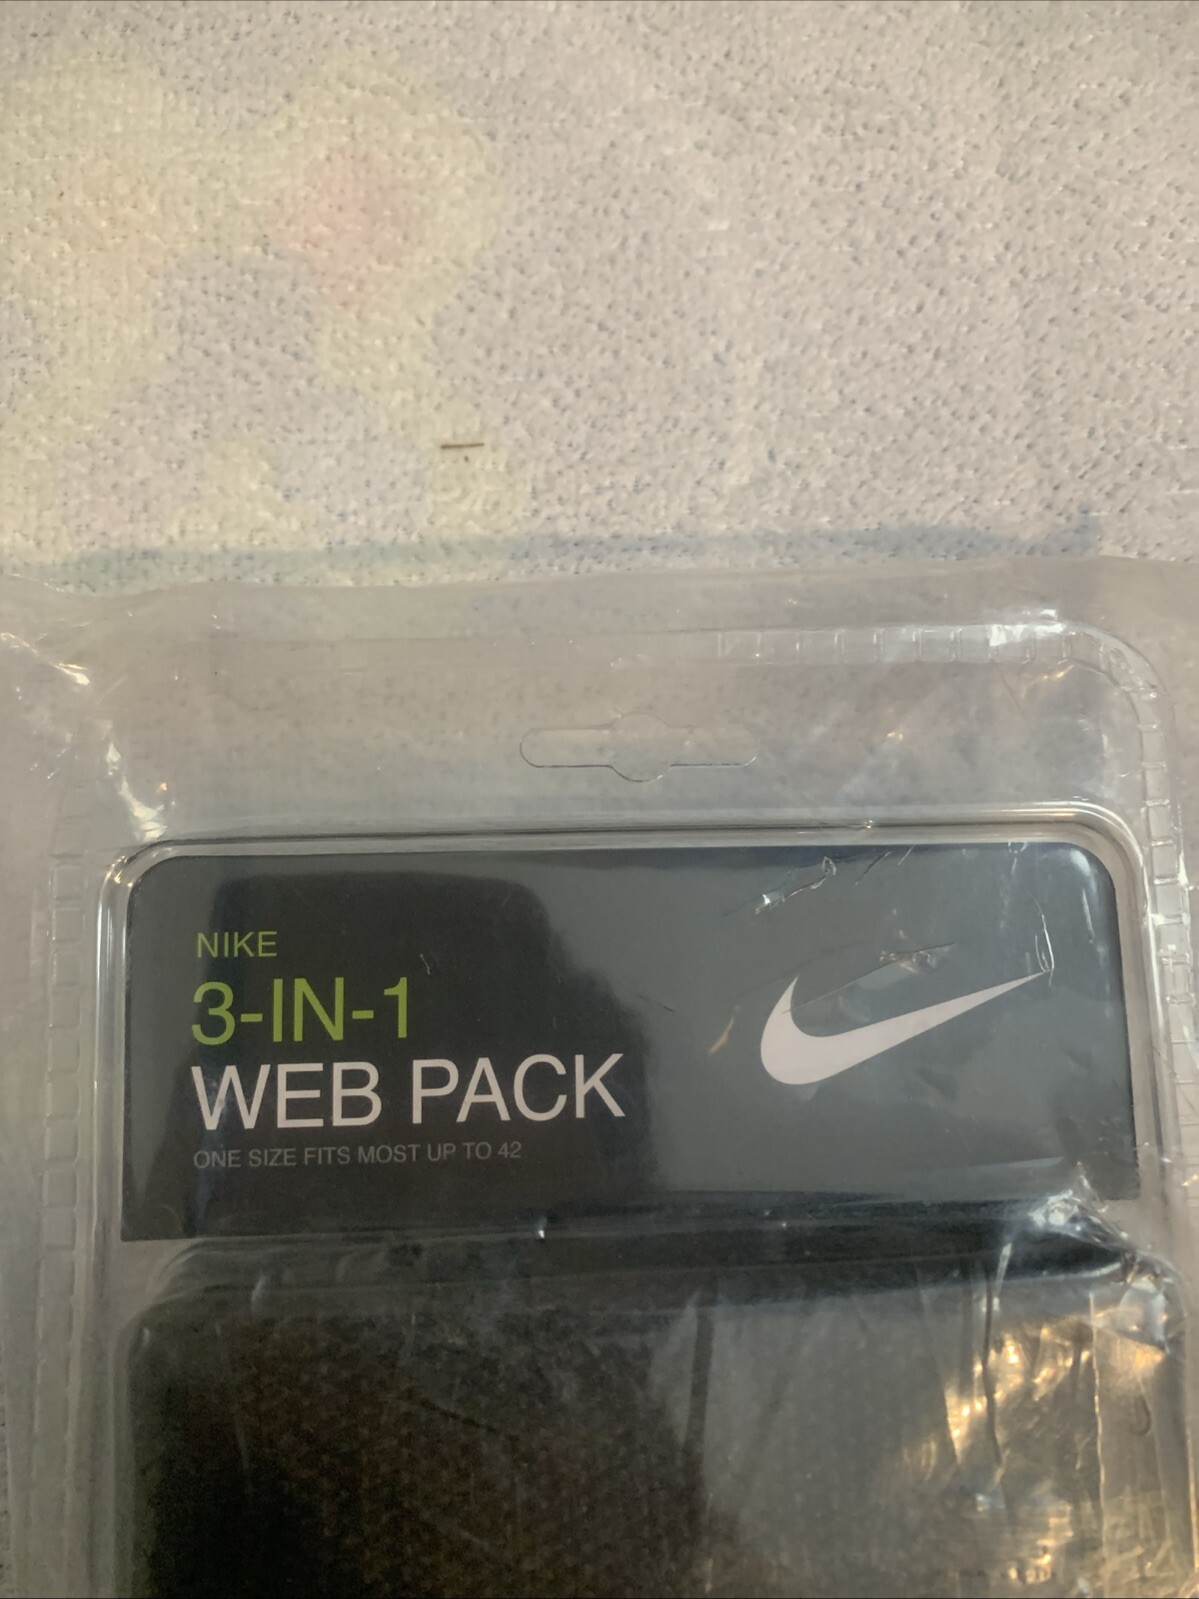 NIKE
3-IN-1
WEB PACK
ONE SIZE FITS MOST UP TO 42